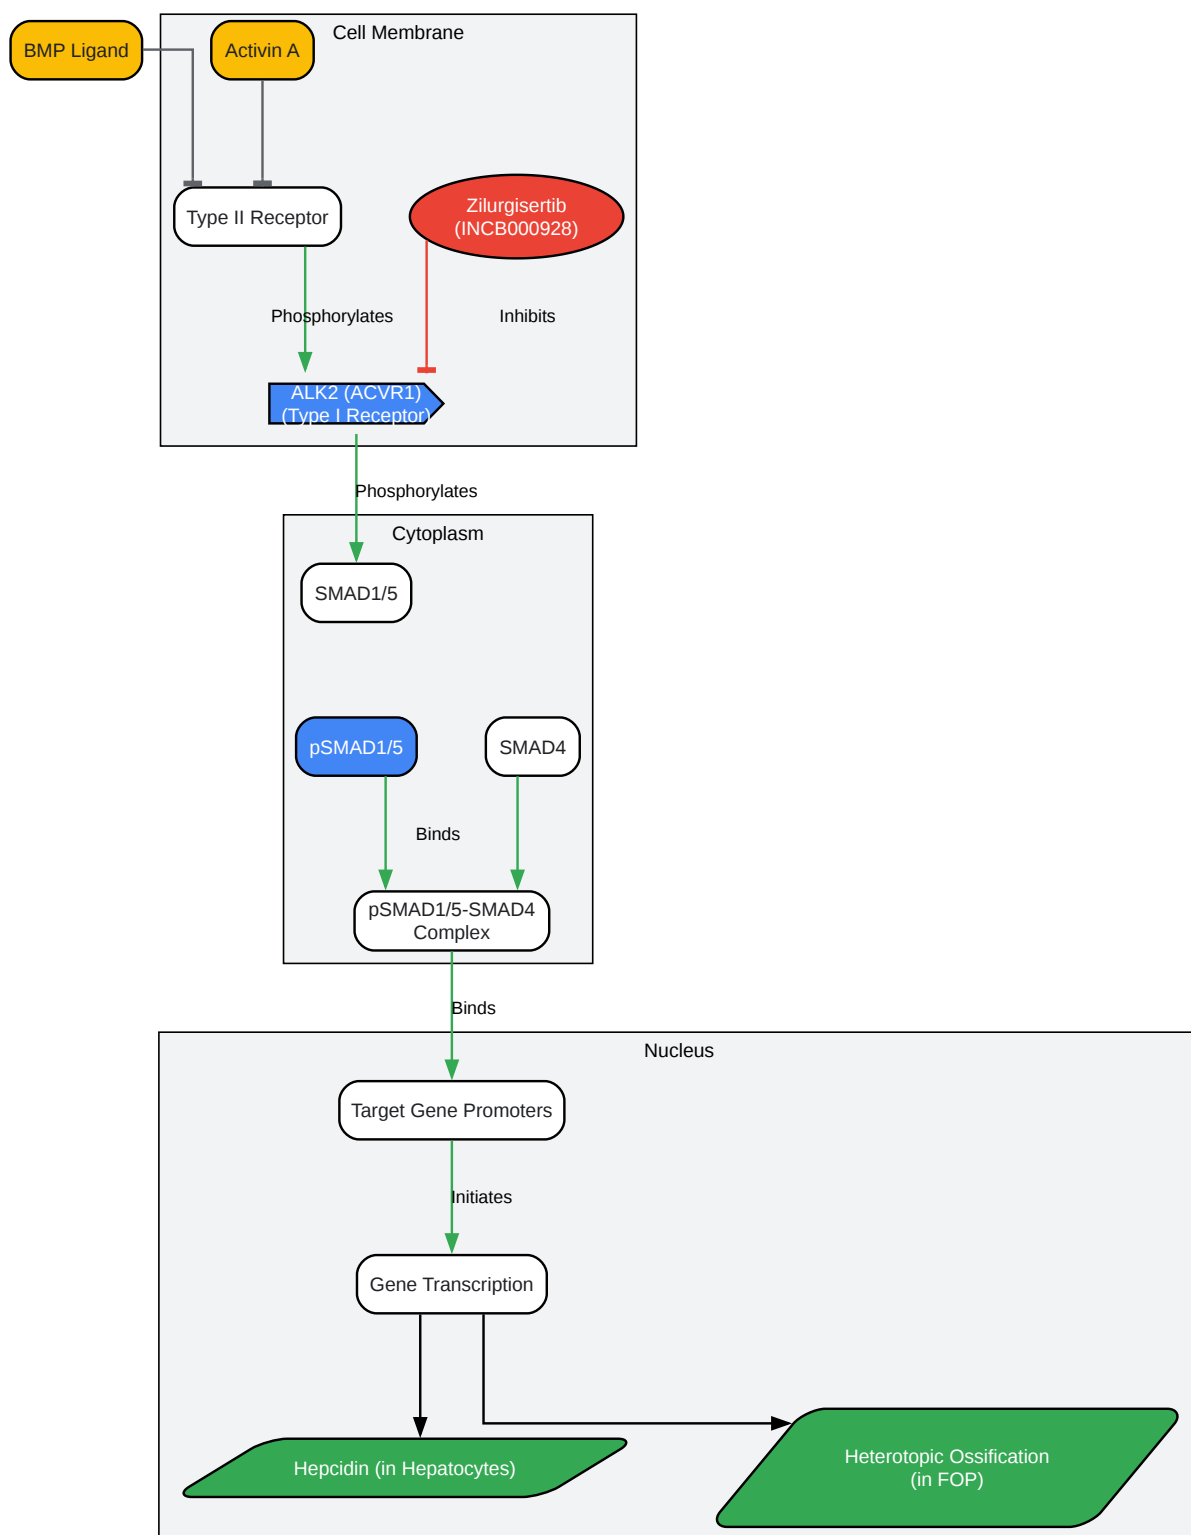 Cell Membrane
BMP Ligand
Activin A
Type II Receptor
Zilurgisertib
(INCB000928)
Phosphorylates
Inhibits
ALK2 (ACVR1)
(Type I Receptor)
Phosphorylates
Cytoplasm
SMAD1/5
pSMAD1/5
SMAD4
Binds
pSMAD1/5-SMAD4
Complex
Binds
Nucleus
Target Gene Promoters
Initiates
Gene Transcription
Hepcidin (in Hepatocytes)
Heterotopic Ossification
(in FOP)